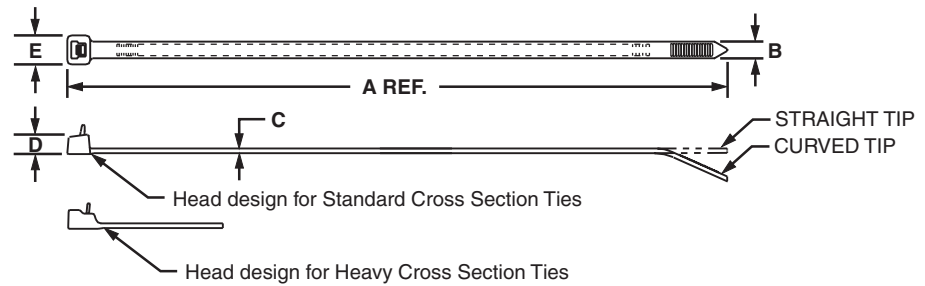 E
B
A REF.
C
STRAIGHT TIP
D
CURVED TIP
Head design for Standard Cross Section Ties
Head design for Heavy Cross Section Ties